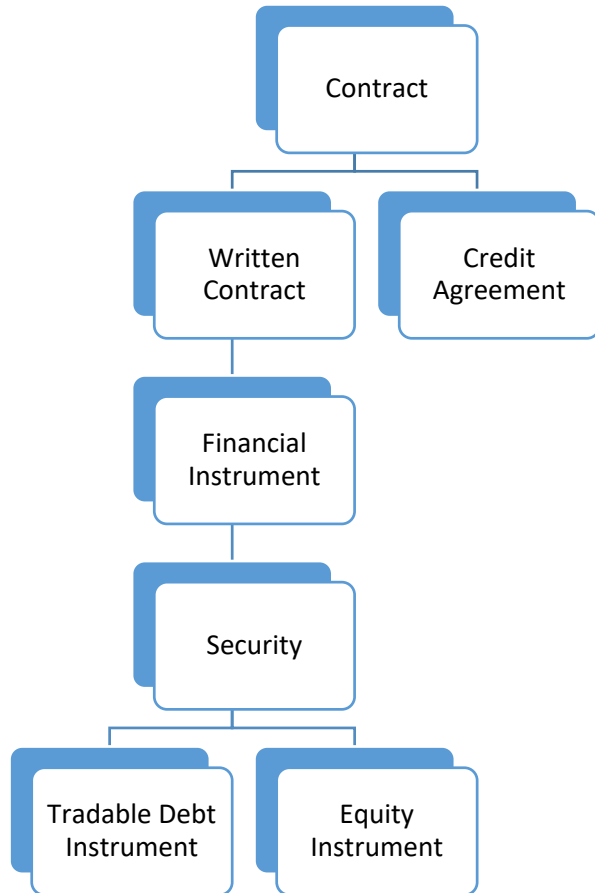 Contract
Written
Contract
Credit
Agreement
Financial
Instrument
Security
Tradable Debt
Instrument
Equity
Instrument